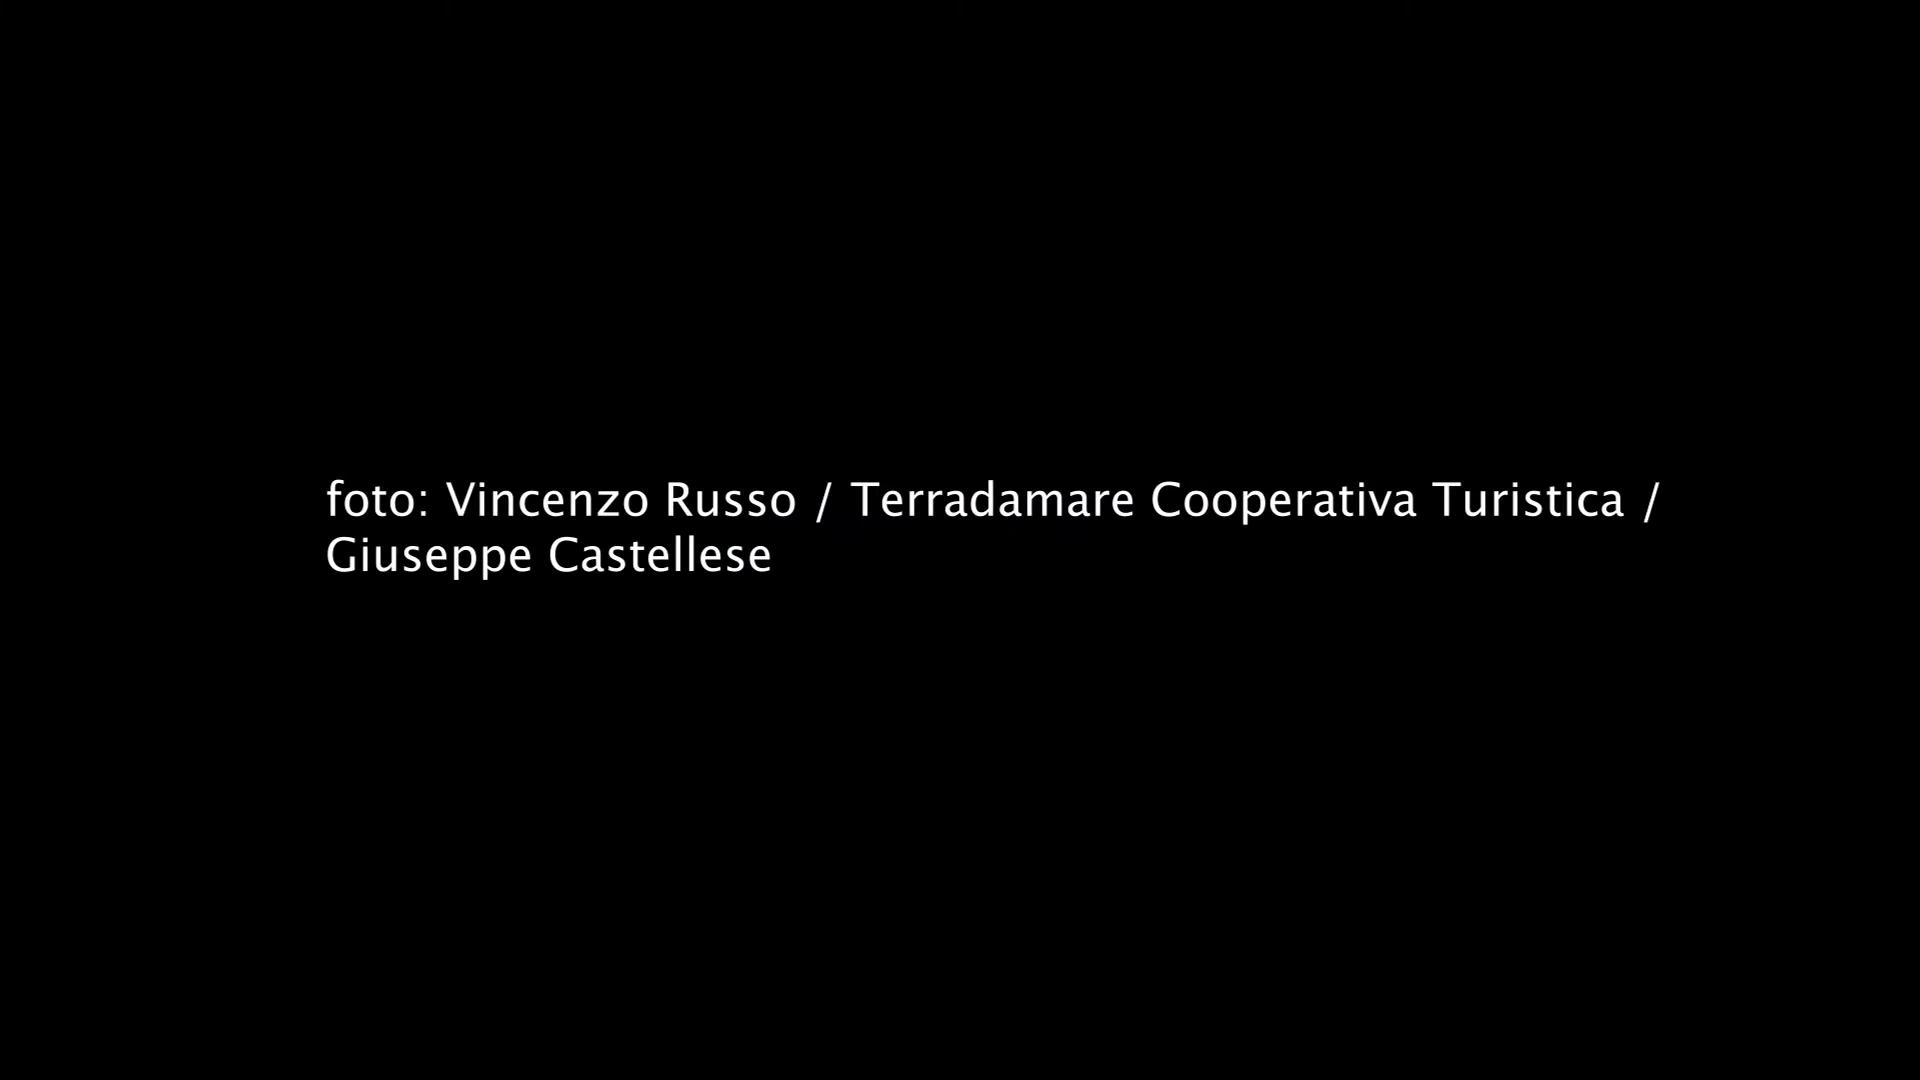 foto: Vincenzo Russo / Terradamare Cooperativa Turistica /
Giuseppe Castellese